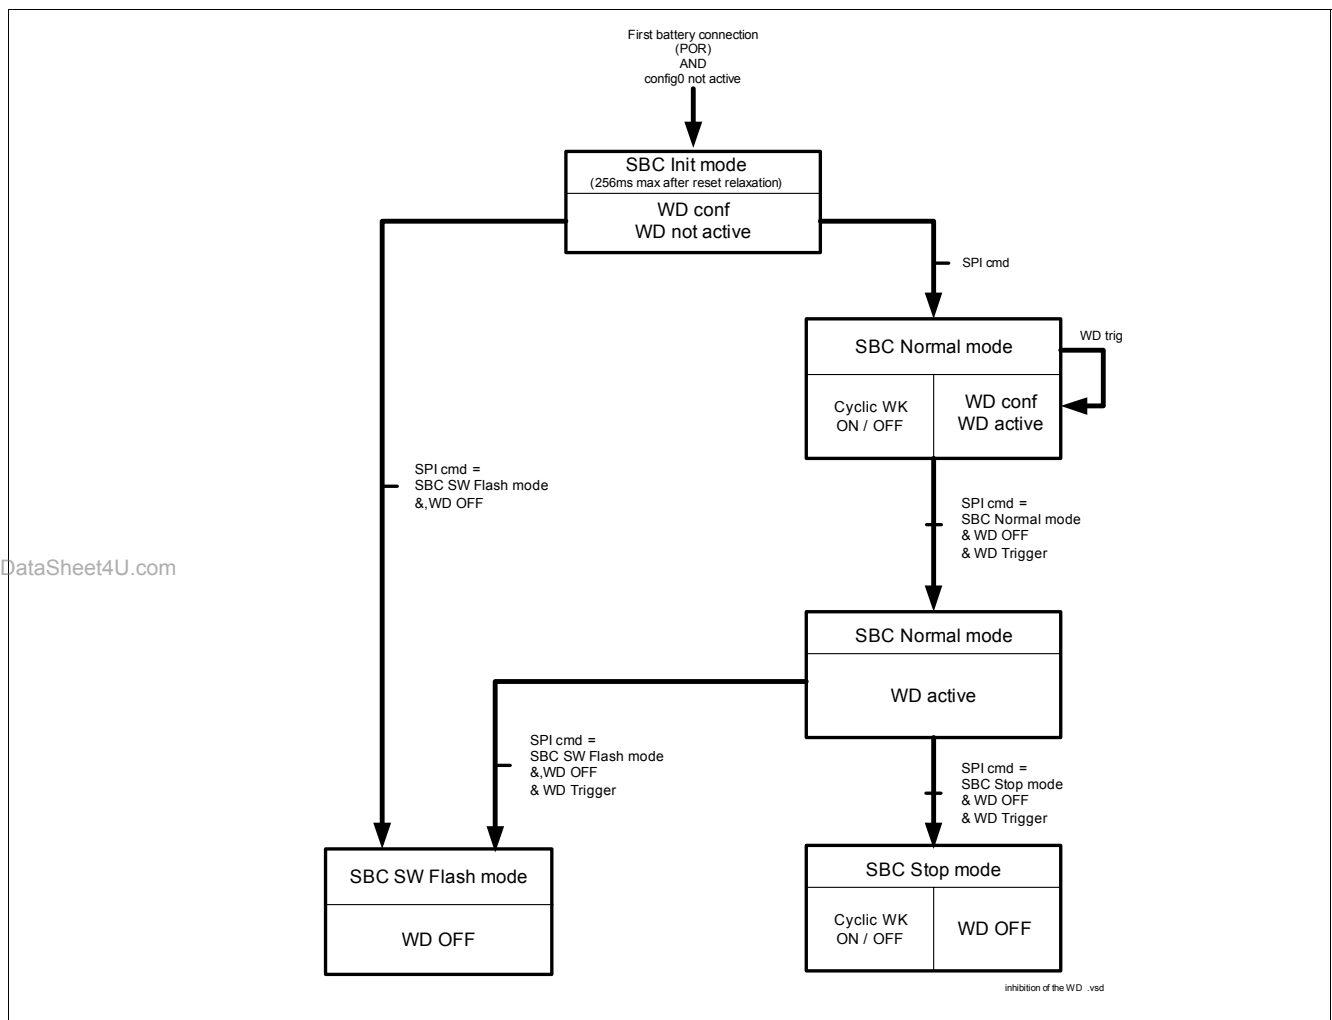 First battery connection
(POR)
AND
config0 not active
SBC Init mode
(256ms max after reset relaxation)
WD conf
WD not active
SPI cmd
SBC Normal mode
WD trig
Cyclic WK
ON / OFF
WD conf
WD active
SPI cmd =
SBC SW Flash mode
&,WD OFF
SPI cmd =
SBC Normal mode
& WD OFF
& WD Trigger
DataSheet4U.com
SBC Normal mode
WD active
SPI cmd =
SBC SW Flash mode
&,WD OFF
& WD Trigger
SPI cmd =
SBC Stop mode
& WD OFF
& WD Trigger
SBC SW Flash mode
WD OFF
SBC Stop mode
Cyclic WK
ON / OFF
WD OFF
inhibition of the WD .vsd